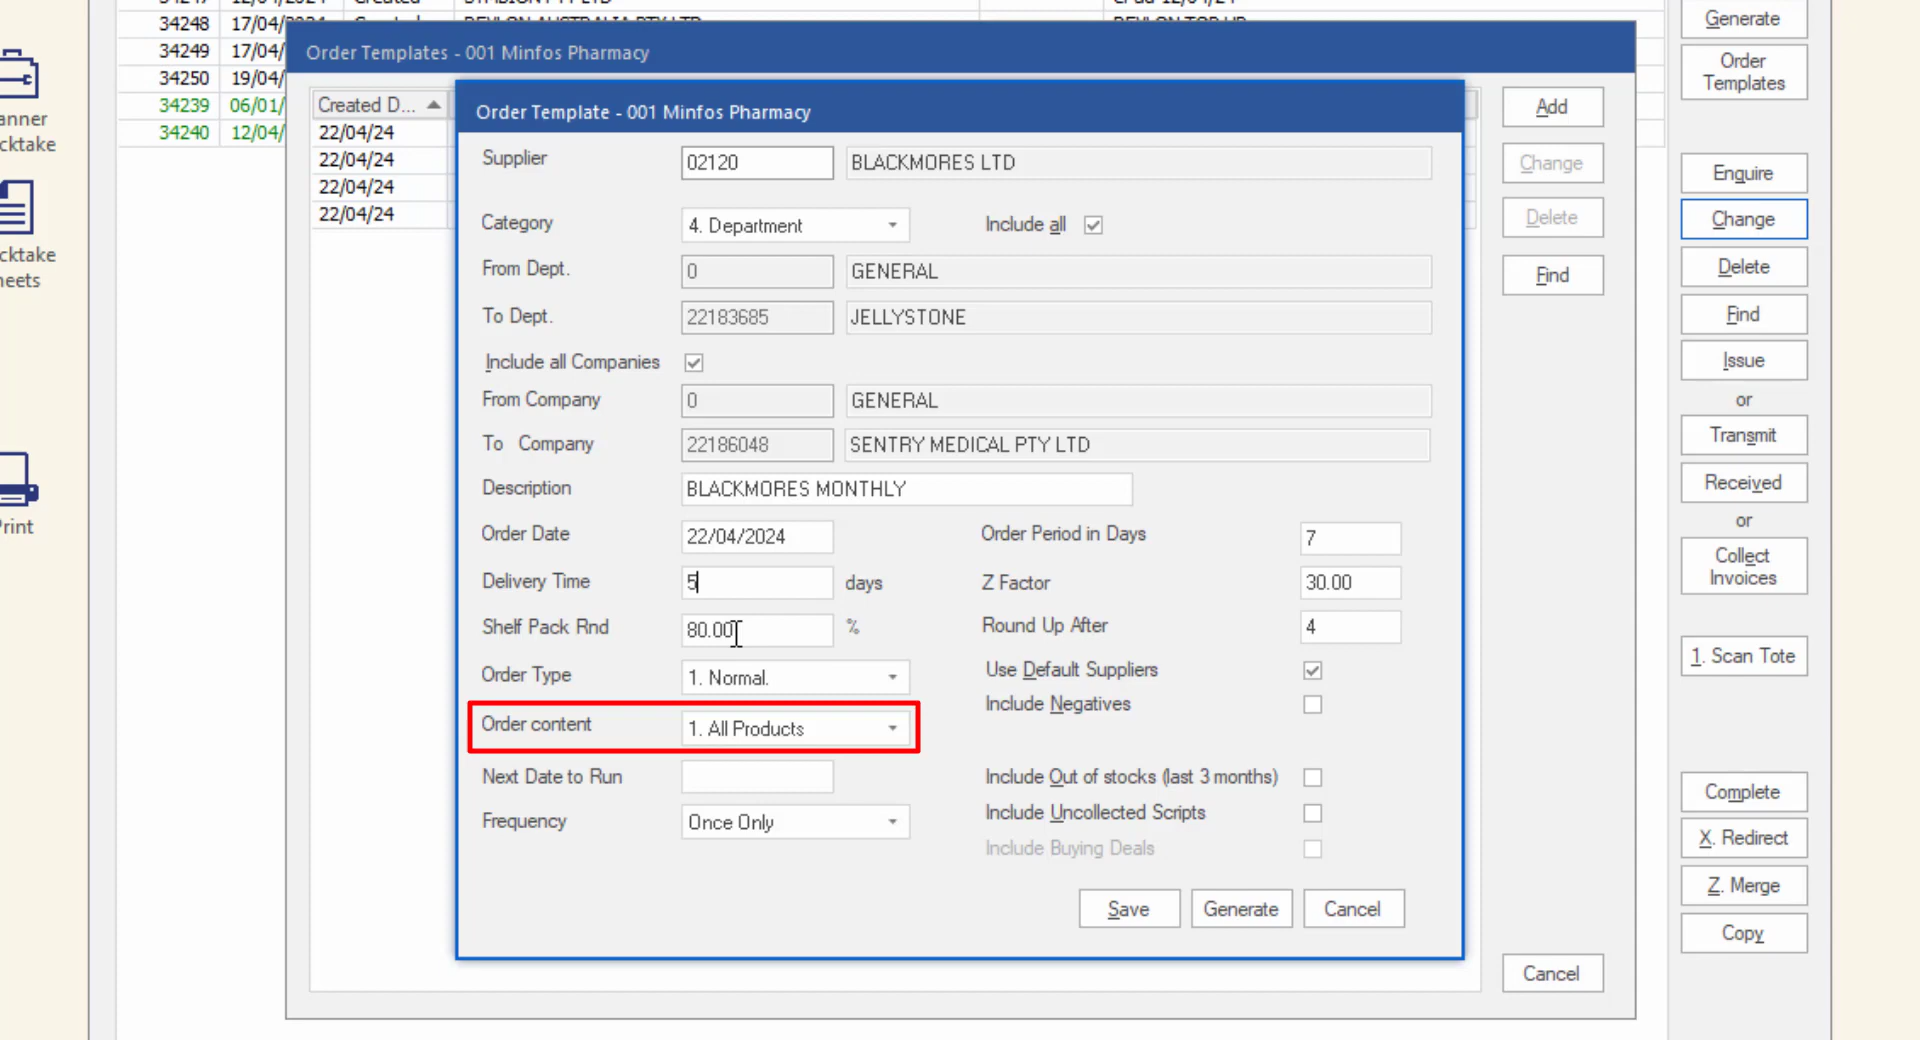 34248 17/04/
34249 17/04/
34250 19/04/
34239 06/01/
34240 12/04/
Generate
Order
Templates
Enquire
Change
Delete
Find
Issue
or
Transmit
Received
or
Collect
Invoices
1. Scan Tote
Complete
X. Redirect
Z. Merge
Copy
anner
cktake
cktake
eets
Print
Order Templates - 001 Minfos Pharmacy
Created D...
22/04/24
22/04/24
22/04/24
22/04/24
Add
Change
Delete
Find
Cancel
Order Template - 001 Minfos Pharmacy
Supplier 02120 BLACKMORES LTD
Category 4. Department Include all
From Dept. 0 GENERAL
To Dept. 22183685 JELLYSTONE
Include all Companies
From Company 0 GENERAL
To Company 22186048 SENTRY MEDICAL PTY LTD
Description BLACKMORES MONTHLY
Order Date 22/04/2024 Order Period in Days 7
Delivery Time 5 days Z Factor 30.00
Shelf Pack Rnd 80.00 % Round Up After 4
Order Type 1. Normal. Use Default Suppliers
Include Negatives
Order content 1. All Products
Next Date to Run Include Out of stocks (last 3 months)
Include Uncollected Scripts
Frequency Once Only
Include Buying Deals
Save Generate Cancel